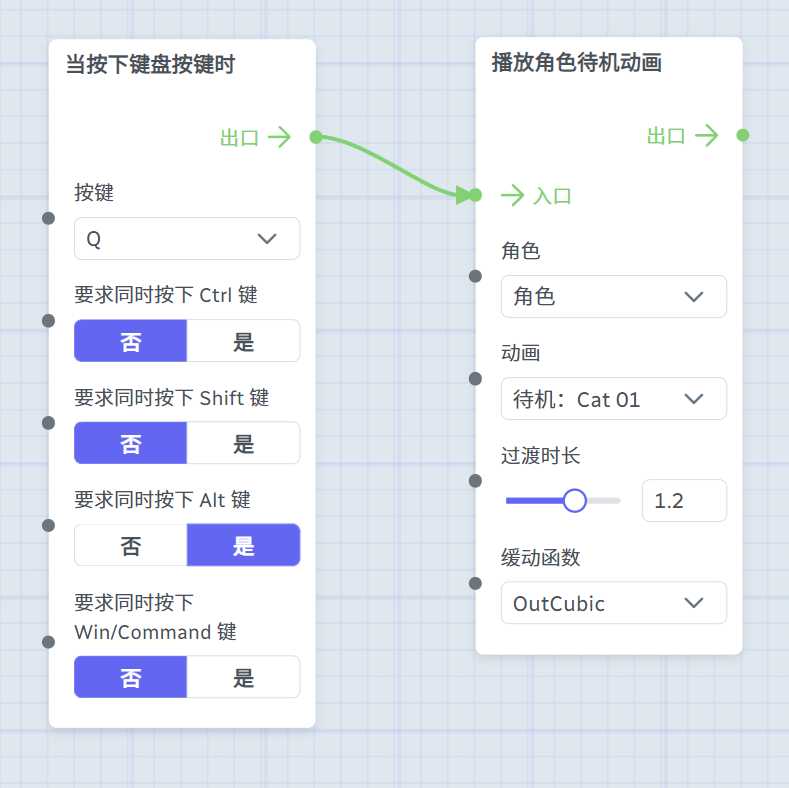 当按下键盘按键时
出口
按键
Q
要求同时按下 Ctrl 键
否 是
要求同时按下 Shift 键
否 是
要求同时按下 Alt 键
否 是
要求同时按下
Win/Command 键
否 是
播放角色待机动画
出口
入口
角色
角色
动画
待机：Cat 01
过渡时长
1.2
缓动函数
OutCubic